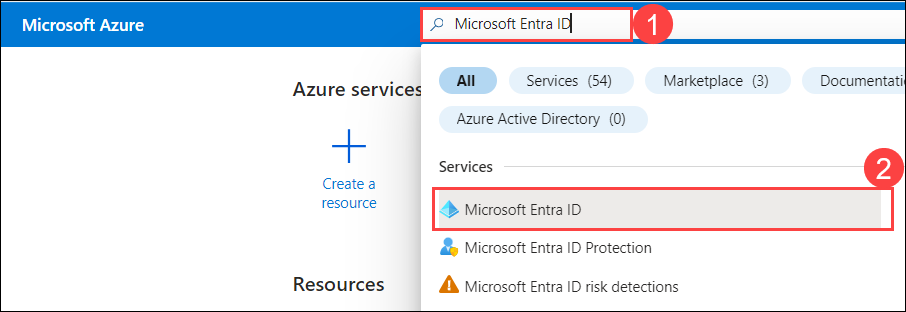 Microsoft Azure
Microsoft Entra ID
1
All
Services (54)
Marketplace (3)
Documentatio
Azure Active Directory (0)
Azure services
Create a
resource
Resources
Services
2
Microsoft Entra ID
Microsoft Entra ID Protection
Microsoft Entra ID risk detections